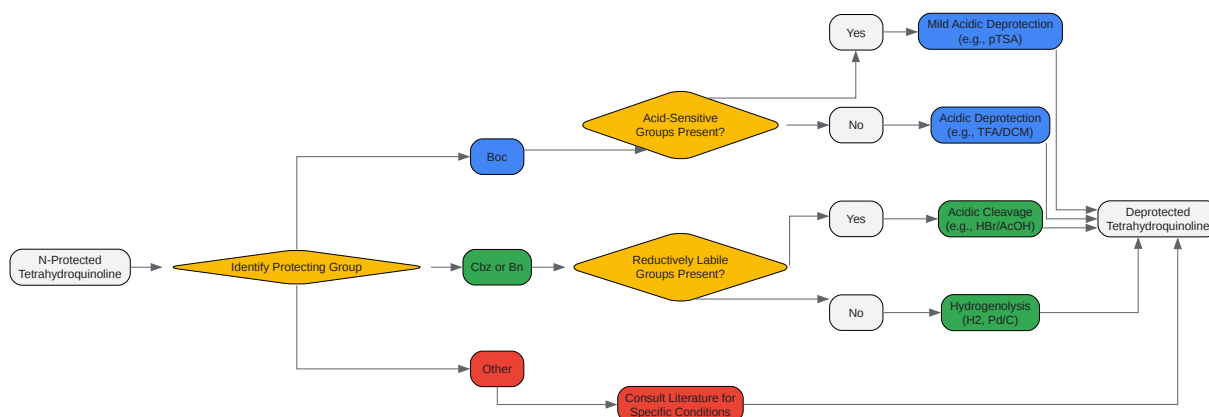 Yes
Mild Acidic Deprotection
(e.g., pTSA)
Acid-Sensitive
Groups Present?
No
Acidic Deprotection
(e.g., TFA/DCM)
Boc
N-Protected
Tetrahydroquinoline
Identify Protecting Group
Cbz or Bn
Reductively Labile
Groups Present?
Yes
Acidic Cleavage
(e.g., HBr/AcOH)
Deprotected
Tetrahydroquinoline
No
Hydrogenolysis
(H2, Pd/C)
Other
Consult Literature for
Specific Conditions